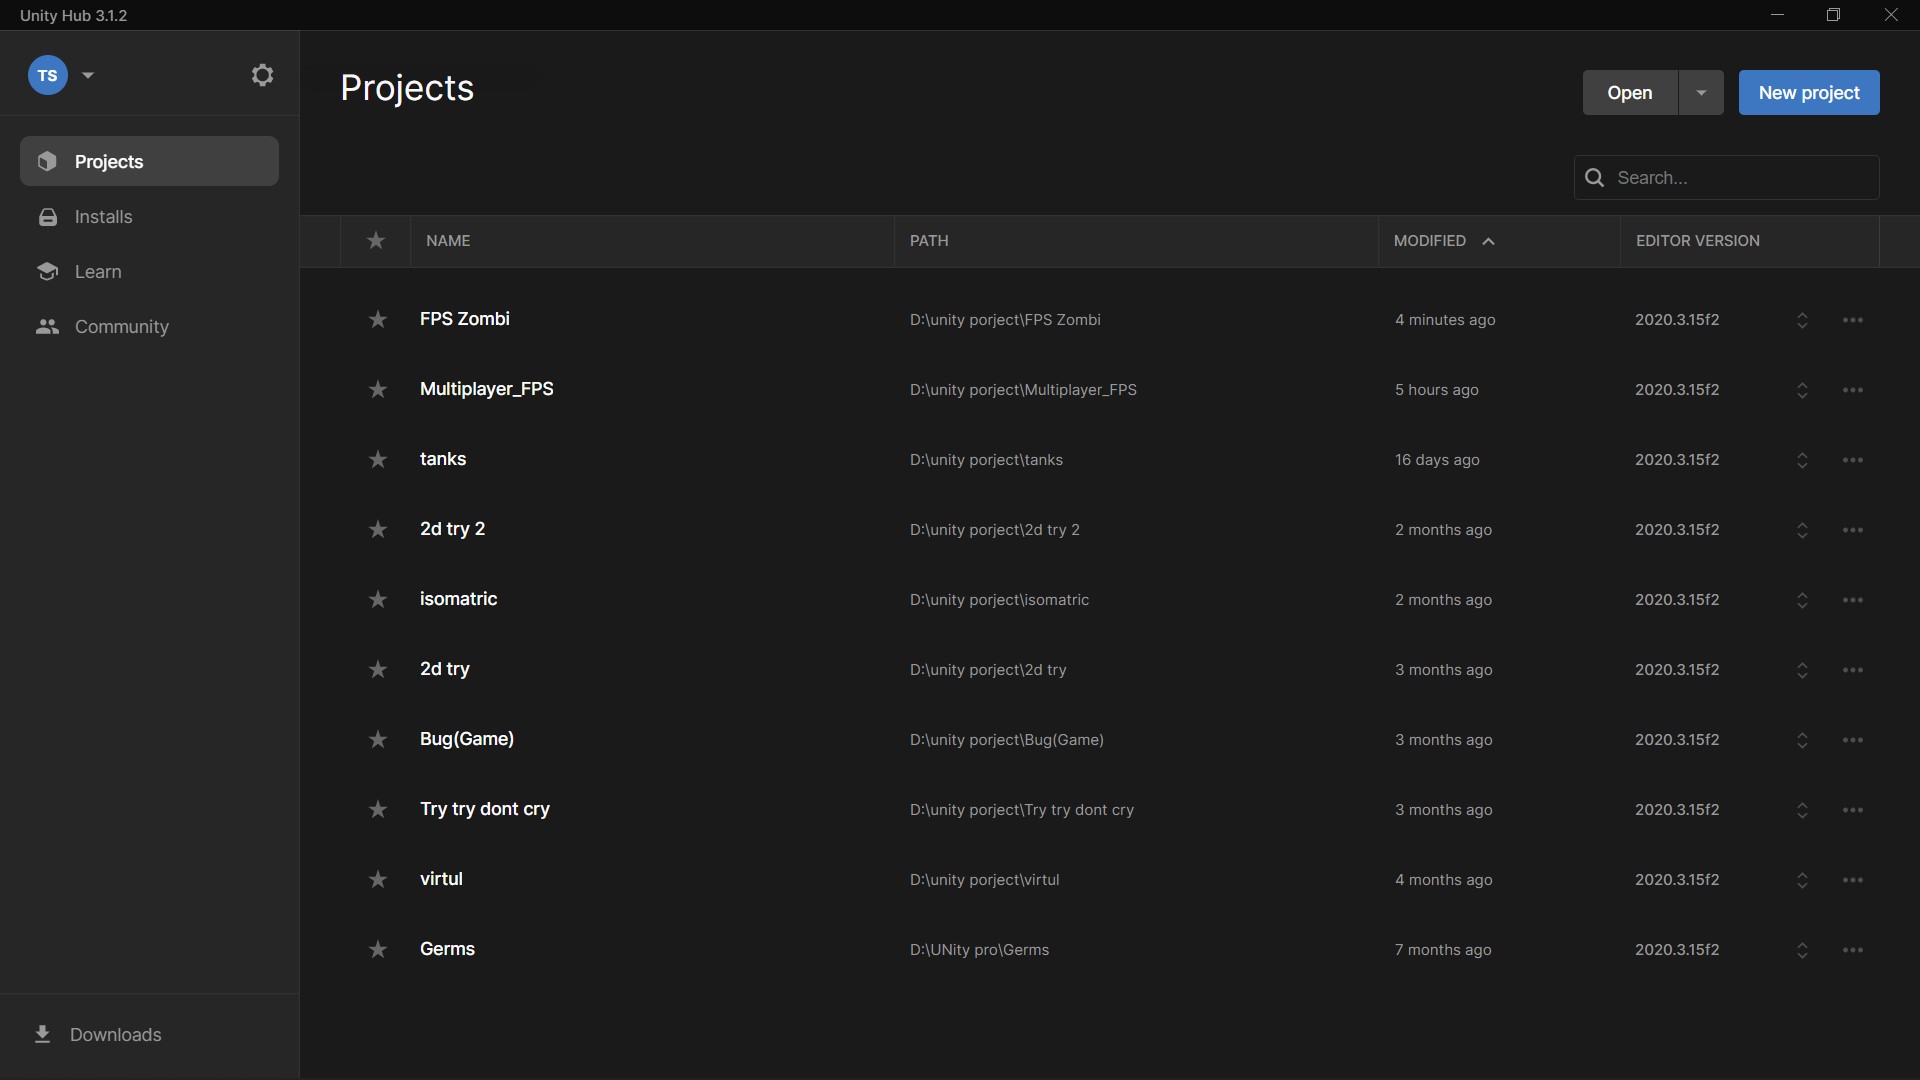 Unity Hub 3.1.2
TS
Projects
Open
New project
Projects
Search...
Installs
NAME PATH MODIFIED EDITOR VERSION
Learn
Community
FPS Zombi D:\unity porject\FPS Zombi 4 minutes ago 2020.3.15f2
Multiplayer_FPS D:\unity porject\Multiplayer_FPS 5 hours ago 2020.3.15f2
tanks D:\unity porject\tanks 16 days ago 2020.3.15f2
2d try 2 D:\unity porject\2d try 2 2 months ago 2020.3.15f2
isomatric D:\unity porject\isomatric 2 months ago 2020.3.15f2
2d try D:\unity porject\2d try 3 months ago 2020.3.15f2
Bug(Game) D:\unity porject\Bug(Game) 3 months ago 2020.3.15f2
Try try dont cry D:\unity porject\Try try dont cry 3 months ago 2020.3.15f2
virtul D:\unity porject\virtul 4 months ago 2020.3.15f2
Germs D:\UNity pro\Germs 7 months ago 2020.3.15f2
Downloads